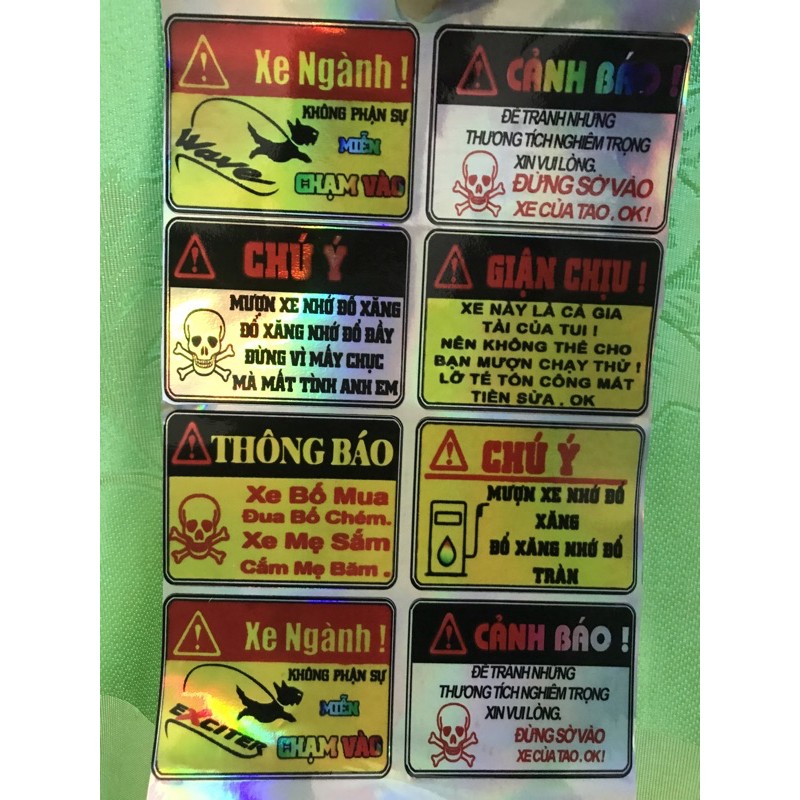 Xe Ngành !
KHÔNG PHẬN SỰ
MIỄN
CHẠM VÀO
Wave
CẢNH BÁO !
ĐỂ TRANH NHƯNG
THƯƠNG TÍCH NGHIÊM TRỌNG
XIN VUI LÒNG.
ĐỪNG SỜ VÀO
XE CỦA TAO . OK !
CHÚ Ý
MƯỢN XE NHỚ ĐỔ XĂNG
ĐỔ XĂNG NHỚ ĐỔ ĐẦY
ĐỪNG VÌ MẤY CHỤC
MÀ MẤT TÌNH ANH EM
GIẬN CHỊU !
XE NÀY LÀ CẢ GIA
TÀI CỦA TUI !
NÊN KHÔNG THỂ CHO
BẠN MƯỢN CHẠY THỬ !
LỠ TÉ TÔN CÔNG MẤT
TIỀN SỬA . OK
THÔNG BÁO
Xe Bố Mua
Đua Bố Chém.
Xe Mẹ Sắm
Cắm Mẹ Băm .
CHÚ Ý
MƯỢN XE NHỚ ĐỔ
XĂNG
ĐỔ XĂNG NHỚ ĐỔ
TRÀN
Xe Ngành !
KHÔNG PHẬN SỰ
MIỄN
CHẠM VÀO
EXCITER
CẢNH BÁO !
ĐỂ TRANH NHƯNG
THƯƠNG TÍCH NGHIÊM TRỌNG
XIN VUI LÒNG.
ĐỪNG SỜ VÀO
XE CỦA TAO . OK !